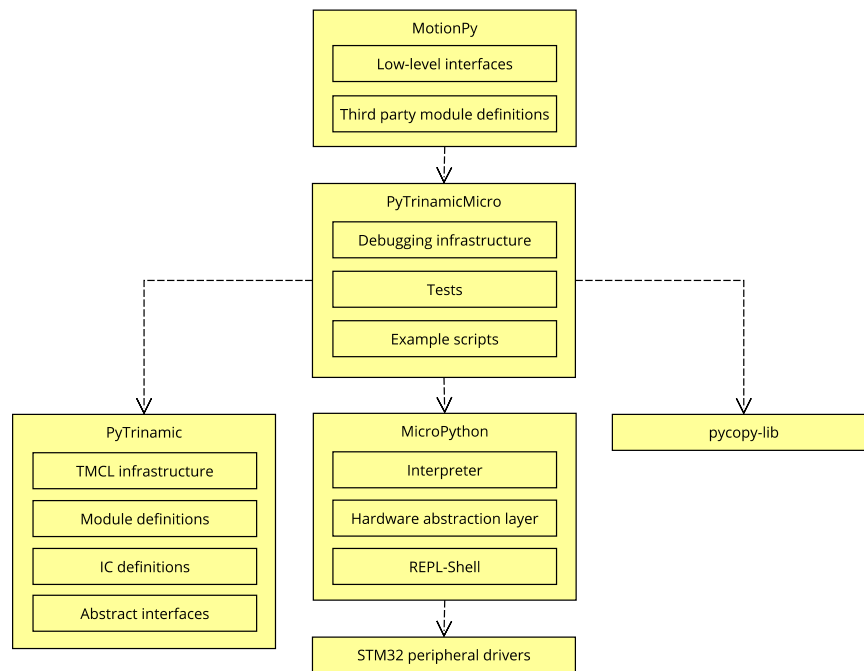 MotionPy
Low-level interfaces
Third party module definitions
PyTrinamicMicro
Debugging infrastructure
Tests
Example scripts
PyTrinamic
TMCL infrastructure
Module definitions
IC definitions
Abstract interfaces
MicroPython
Interpreter
Hardware abstraction layer
REPL-Shell
pycopy-lib
STM32 peripheral drivers